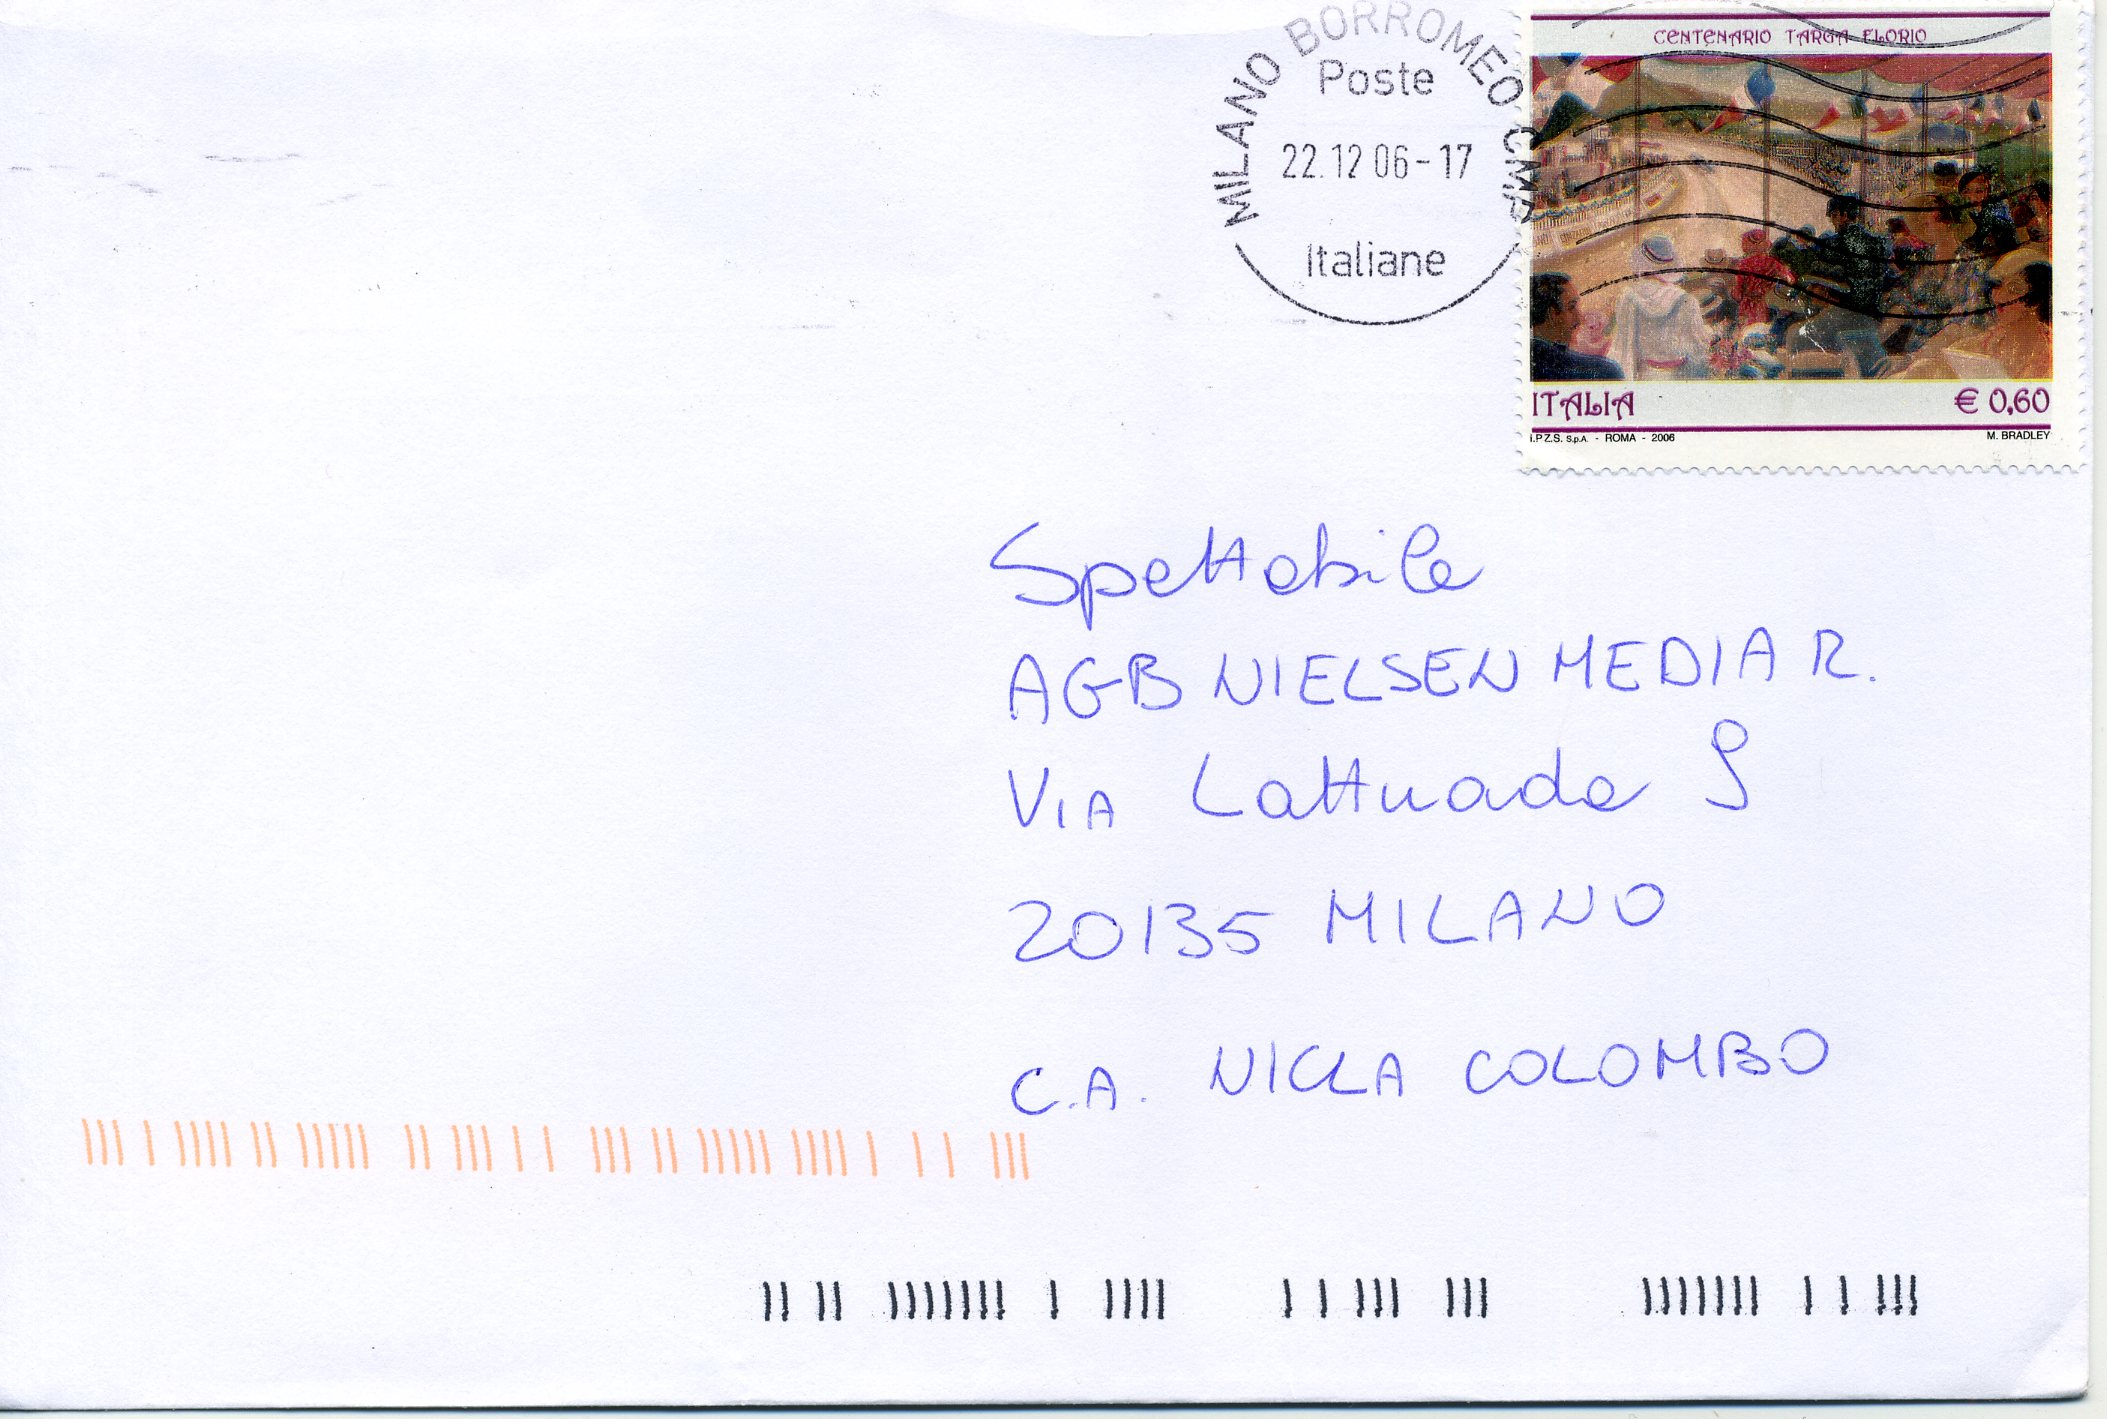 MILANO BORROMEO CMP
Poste
22.12 06-17
Italiane
CENTENARIO TARGA FLORIO
ITALIA
€ 0,60
I.P.Z.S. S.p.A. - ROMA - 2006
M. BRADLEY
Spettabile
AGB NIELSEN MEDIA R.
VIA Lattuada
20135 MILANO
C.A. NICLA COLOMBO